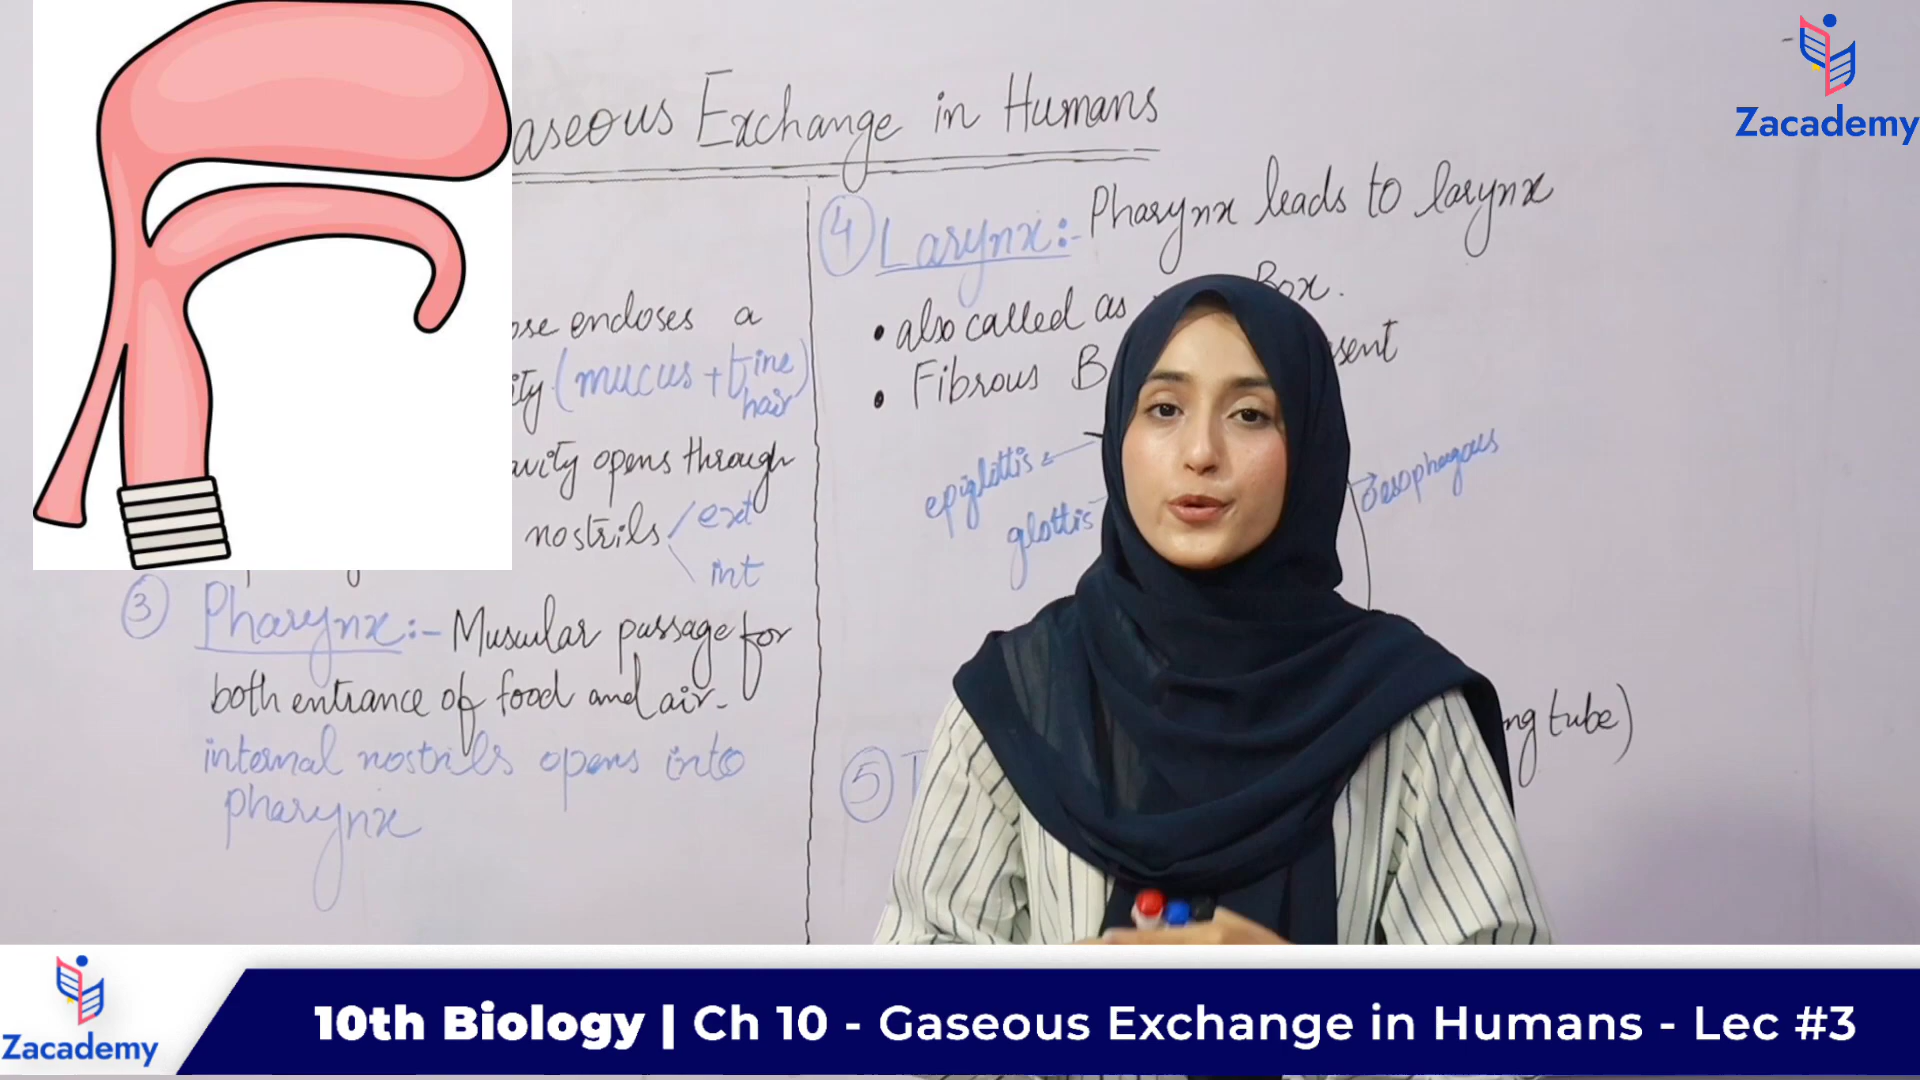 Zacademy
aseous Exchange in Humans
ose encloses a
ity (mucus + tine
hair)
avity opens through
nostrils ext
int
③ Pharynx:- Muscular passage for
both entrance of food and air.
internal nostrils opens into
pharynx
④ Larynx:- Pharynx leads to larynx
• also called as Box.
• Fibrous B sent
epiglottis
glottis
oesophagous
ng tube)
⑤ T
Zacademy
10th Biology | Ch 10 - Gaseous Exchange in Humans - Lec #3